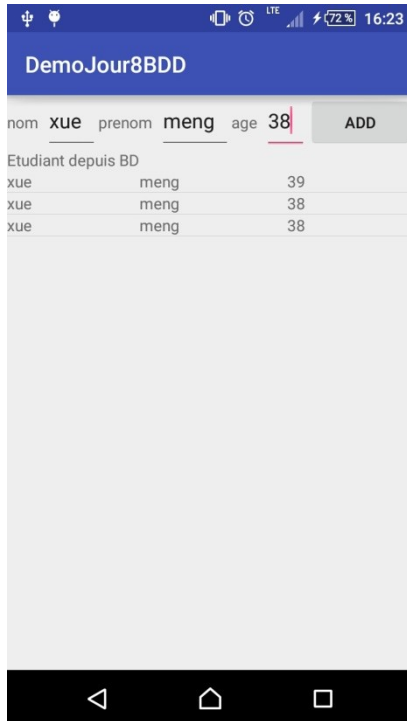 LTE 72% 16:23
DemoJour8BDD
nom xue prenom meng age 38 ADD
Etudiant depuis BD
xue meng 39
xue meng 38
xue meng 38